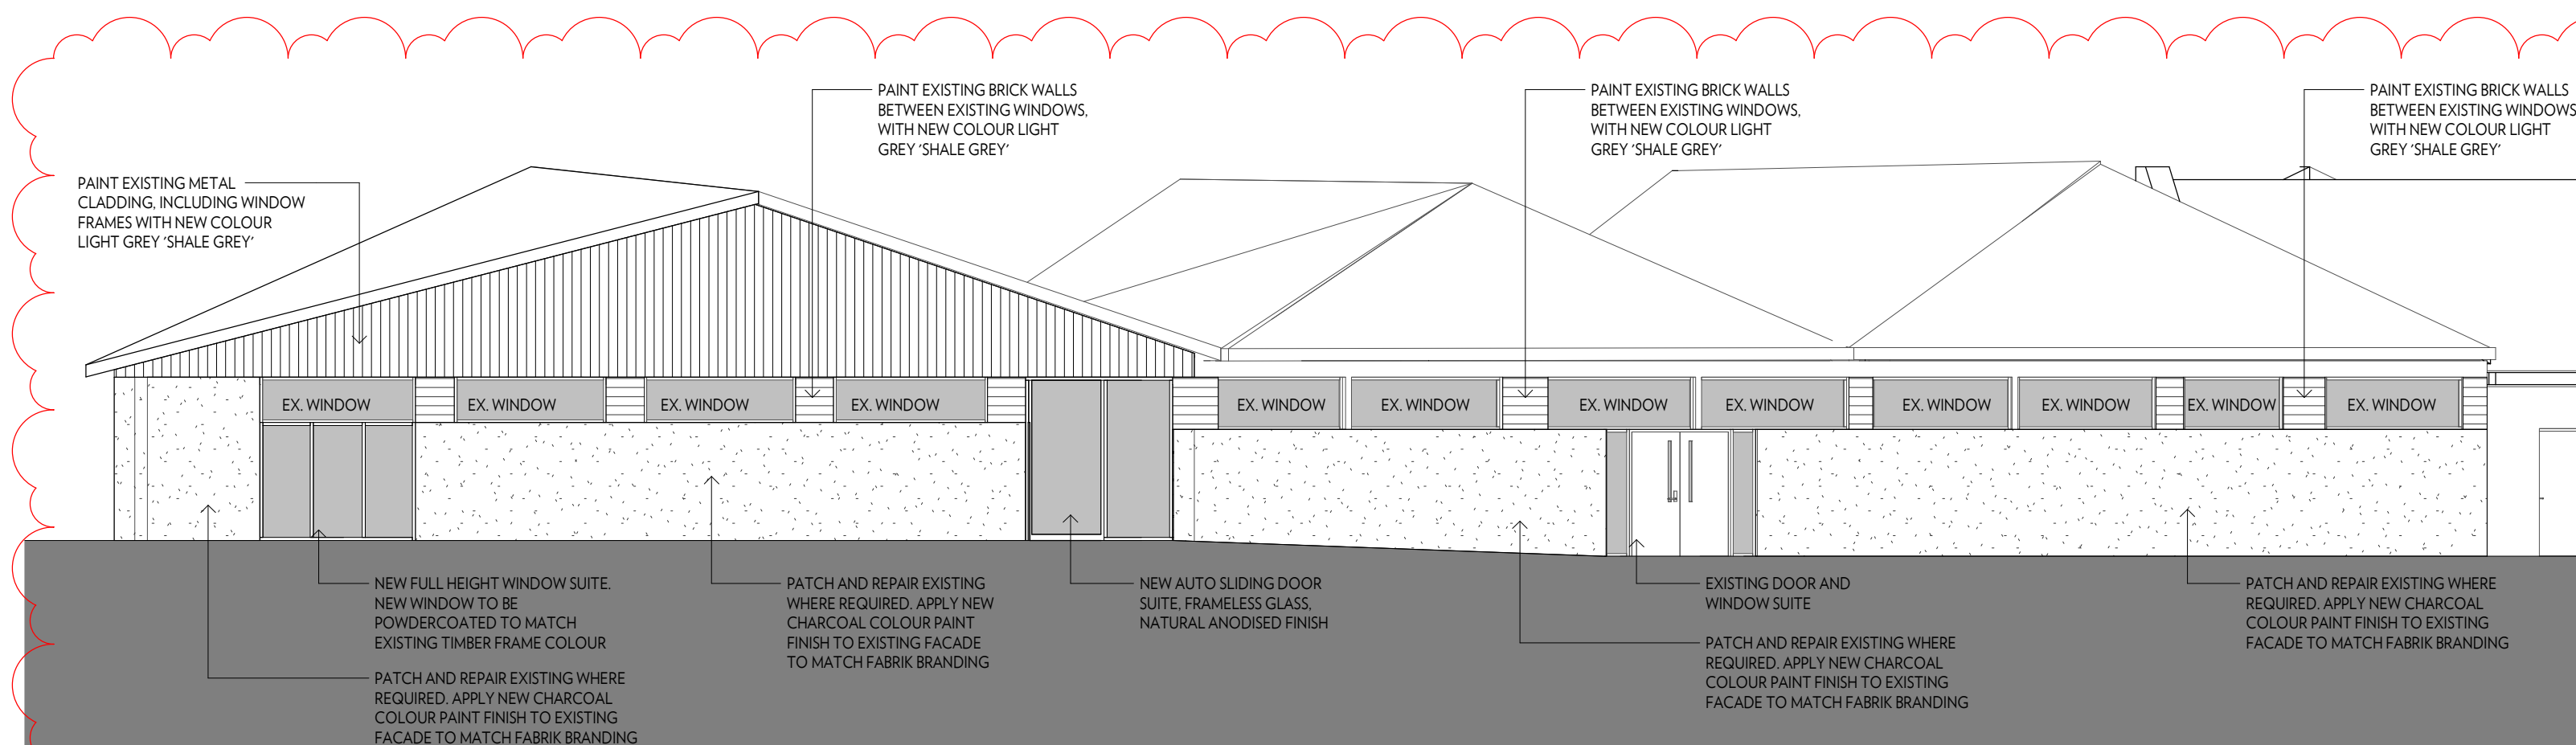 PAINT EXISTING BRICK WALLS
BETWEEN EXISTING WINDOWS,
WITH NEW COLOUR LIGHT
GREY 'SHALE GREY'
PAINT EXISTING BRICK WALLS
BETWEEN EXISTING WINDOWS,
WITH NEW COLOUR LIGHT
GREY 'SHALE GREY'
PAINT EXISTING BRICK WALLS
BETWEEN EXISTING WINDOWS
WITH NEW COLOUR LIGHT
GREY 'SHALE GREY'
PAINT EXISTING METAL
CLADDING, INCLUDING WINDOW
FRAMES WITH NEW COLOUR
LIGHT GREY 'SHALE GREY'
EX. WINDOW
EX. WINDOW
EX. WINDOW
EX. WINDOW
EX. WINDOW
EX. WINDOW
EX. WINDOW
EX. WINDOW
EX. WINDOW
EX. WINDOW
EX. WINDOW
EX. WINDOW
NEW FULL HEIGHT WINDOW SUITE.
NEW WINDOW TO BE
POWDERCOATED TO MATCH
EXISTING TIMBER FRAME COLOUR
PATCH AND REPAIR EXISTING WHERE
REQUIRED. APPLY NEW CHARCOAL
COLOUR PAINT FINISH TO EXISTING
FACADE TO MATCH FABRIK BRANDING
PATCH AND REPAIR EXISTING
WHERE REQUIRED. APPLY NEW
CHARCOAL COLOUR PAINT
FINISH TO EXISTING FACADE
TO MATCH FABRIK BRANDING
NEW AUTO SLIDING DOOR
SUITE, FRAMELESS GLASS,
NATURAL ANODISED FINISH
EXISTING DOOR AND
WINDOW SUITE
PATCH AND REPAIR EXISTING WHERE
REQUIRED. APPLY NEW CHARCOAL
COLOUR PAINT FINISH TO EXISTING
FACADE TO MATCH FABRIK BRANDING
PATCH AND REPAIR EXISTING WHERE
REQUIRED. APPLY NEW CHARCOAL
COLOUR PAINT FINISH TO EXISTING
FACADE TO MATCH FABRIK BRANDING